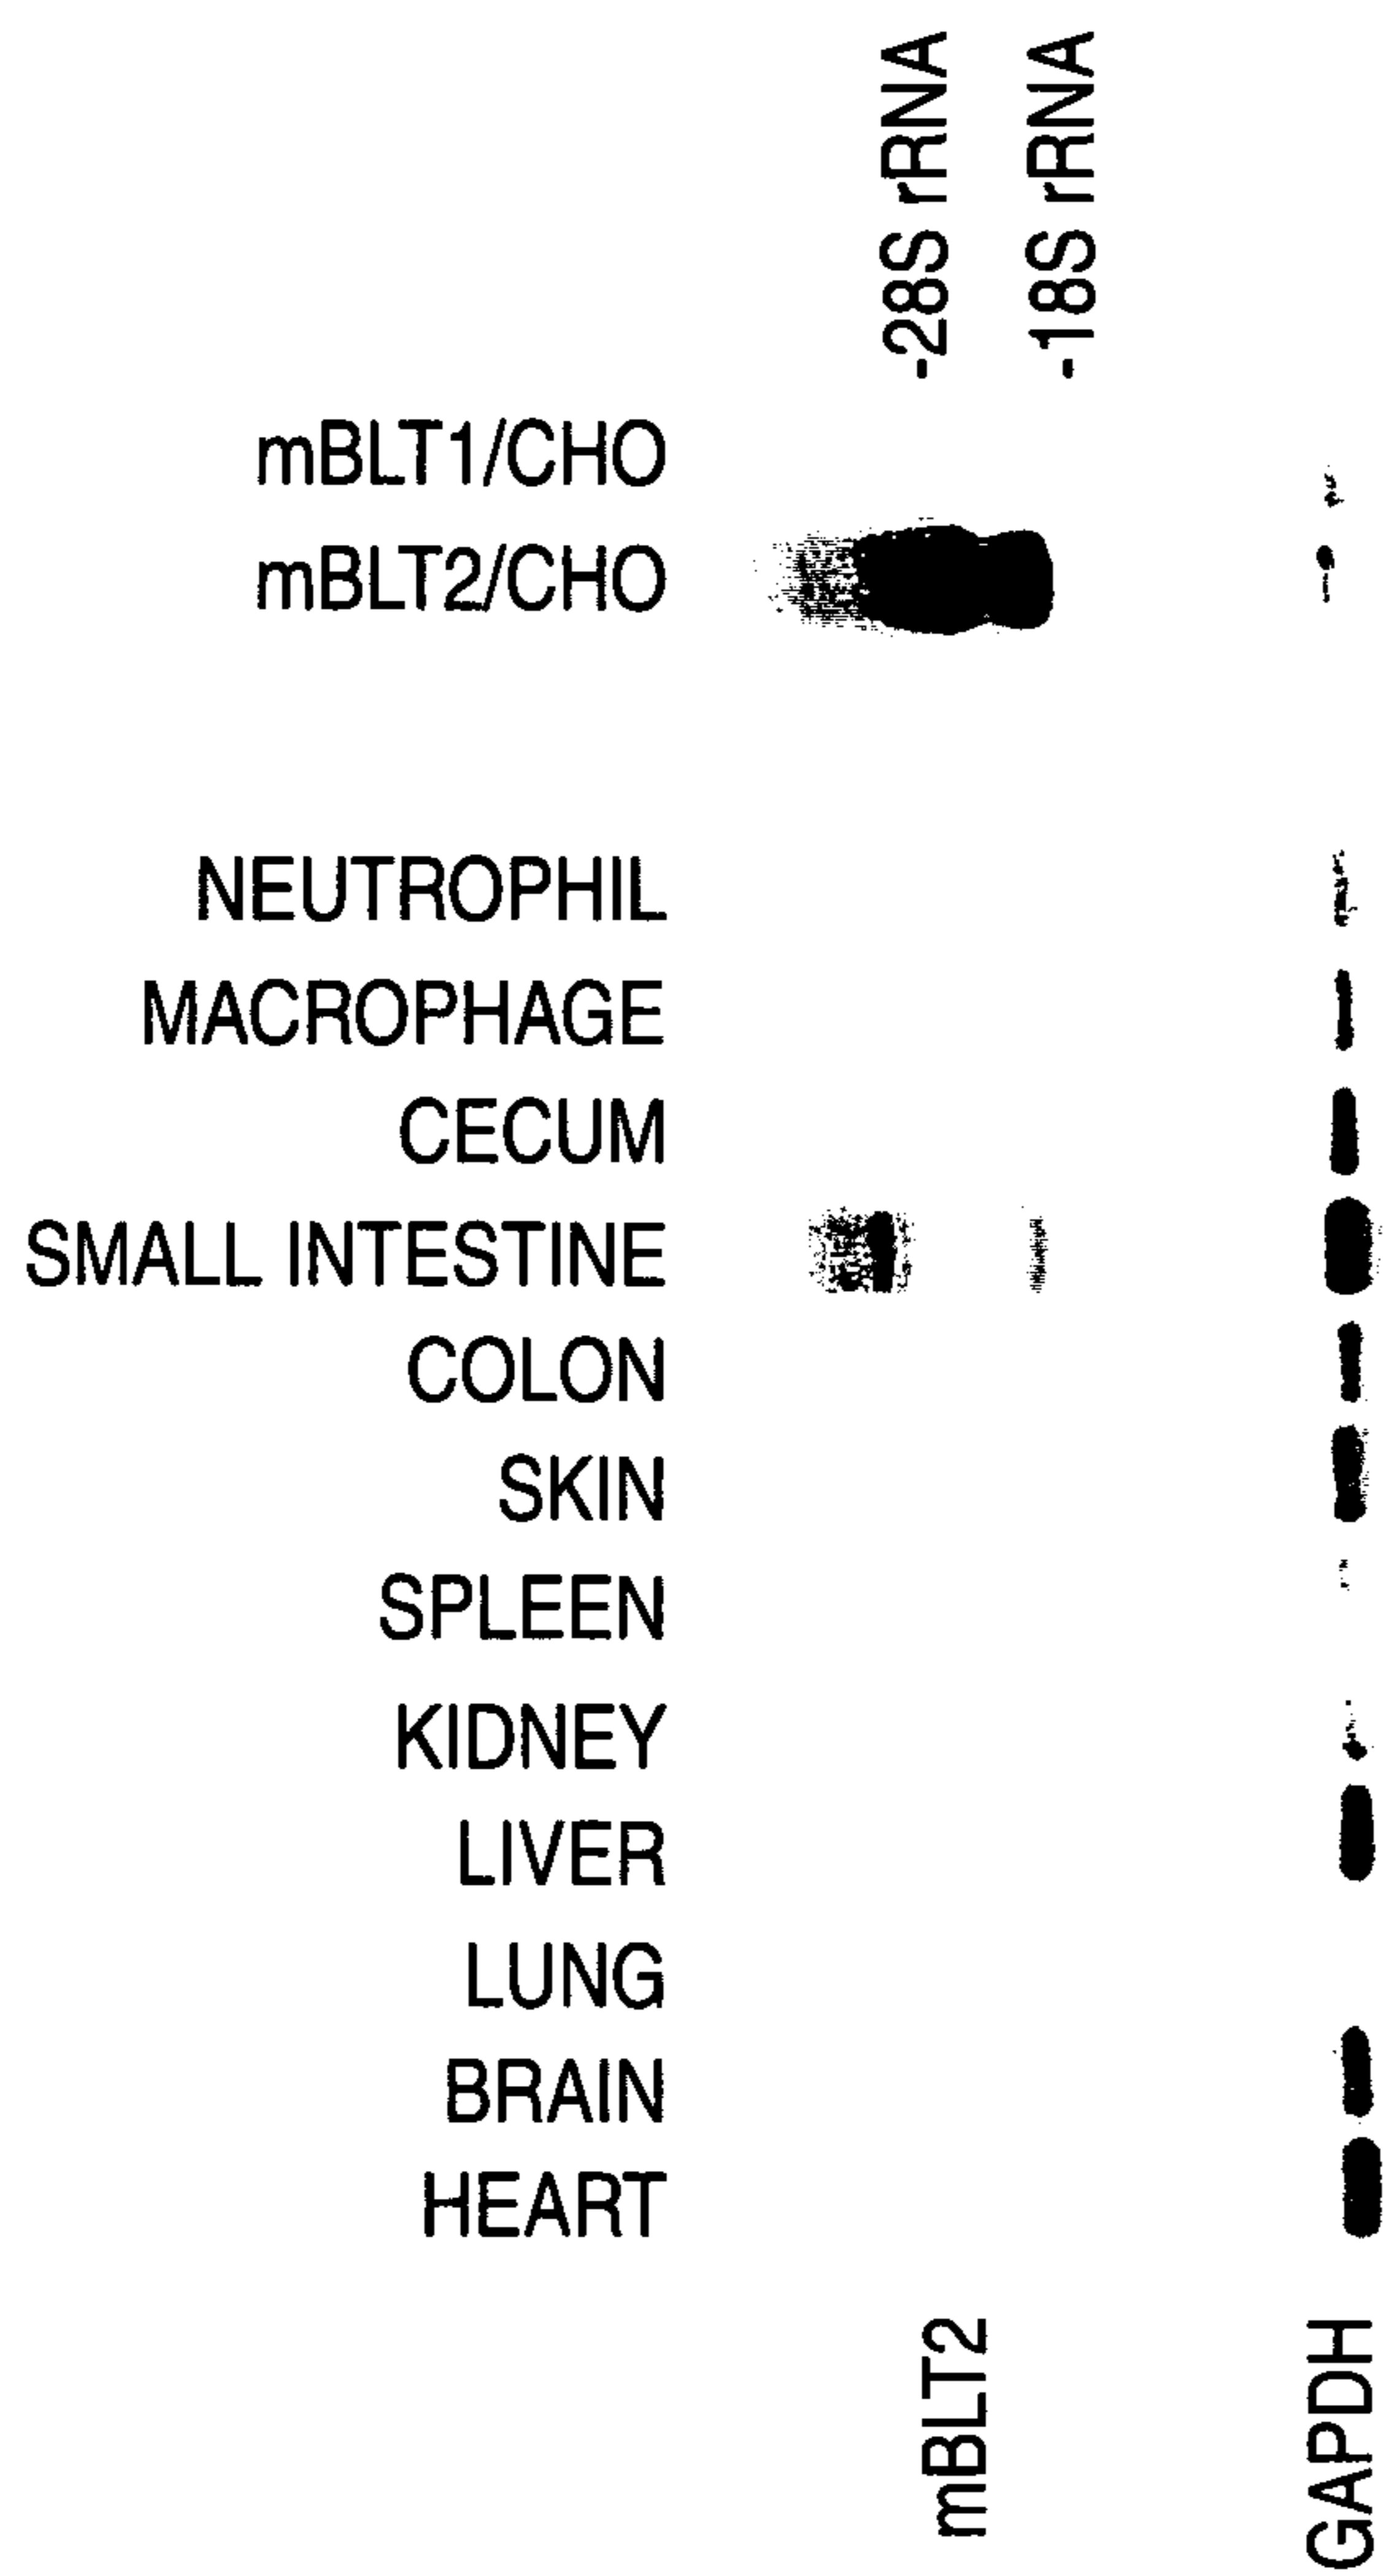 -28S rRNA
-18S rRNA
mBLT1/CHO
mBLT2/CHO
NEUTROPHIL
MACROPHAGE
CECUM
SMALL INTESTINE
COLON
SKIN
SPLEEN
KIDNEY
LIVER
LUNG
BRAIN
HEART
mBLT2
GAPDH